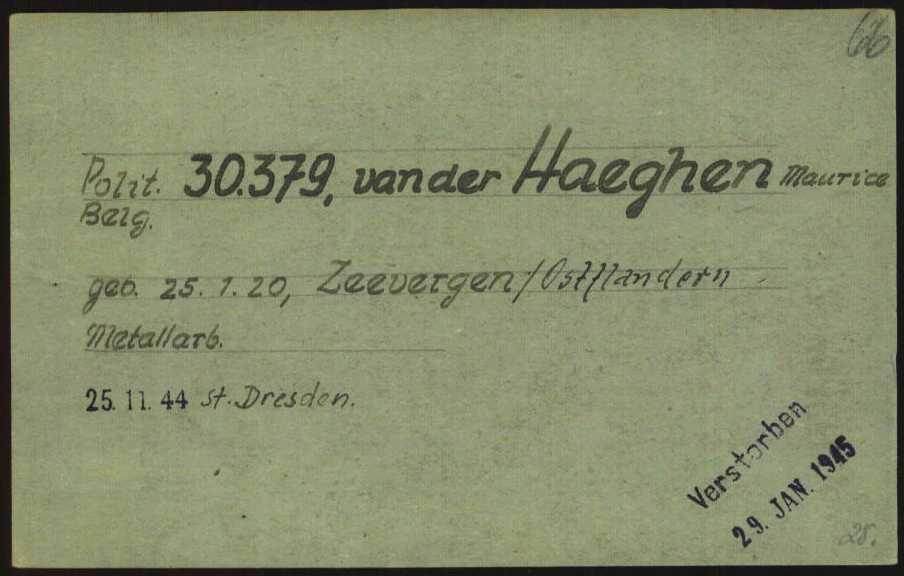 66
Polit. 30.379, van der Haeghen Maurice
Belg.
geb. 25. 1. 20, Zeevergen/Ostflandern
Metallarb.
25. 11. 44 St. Dresden.
Verstorben
29. JAN. 1945
28.